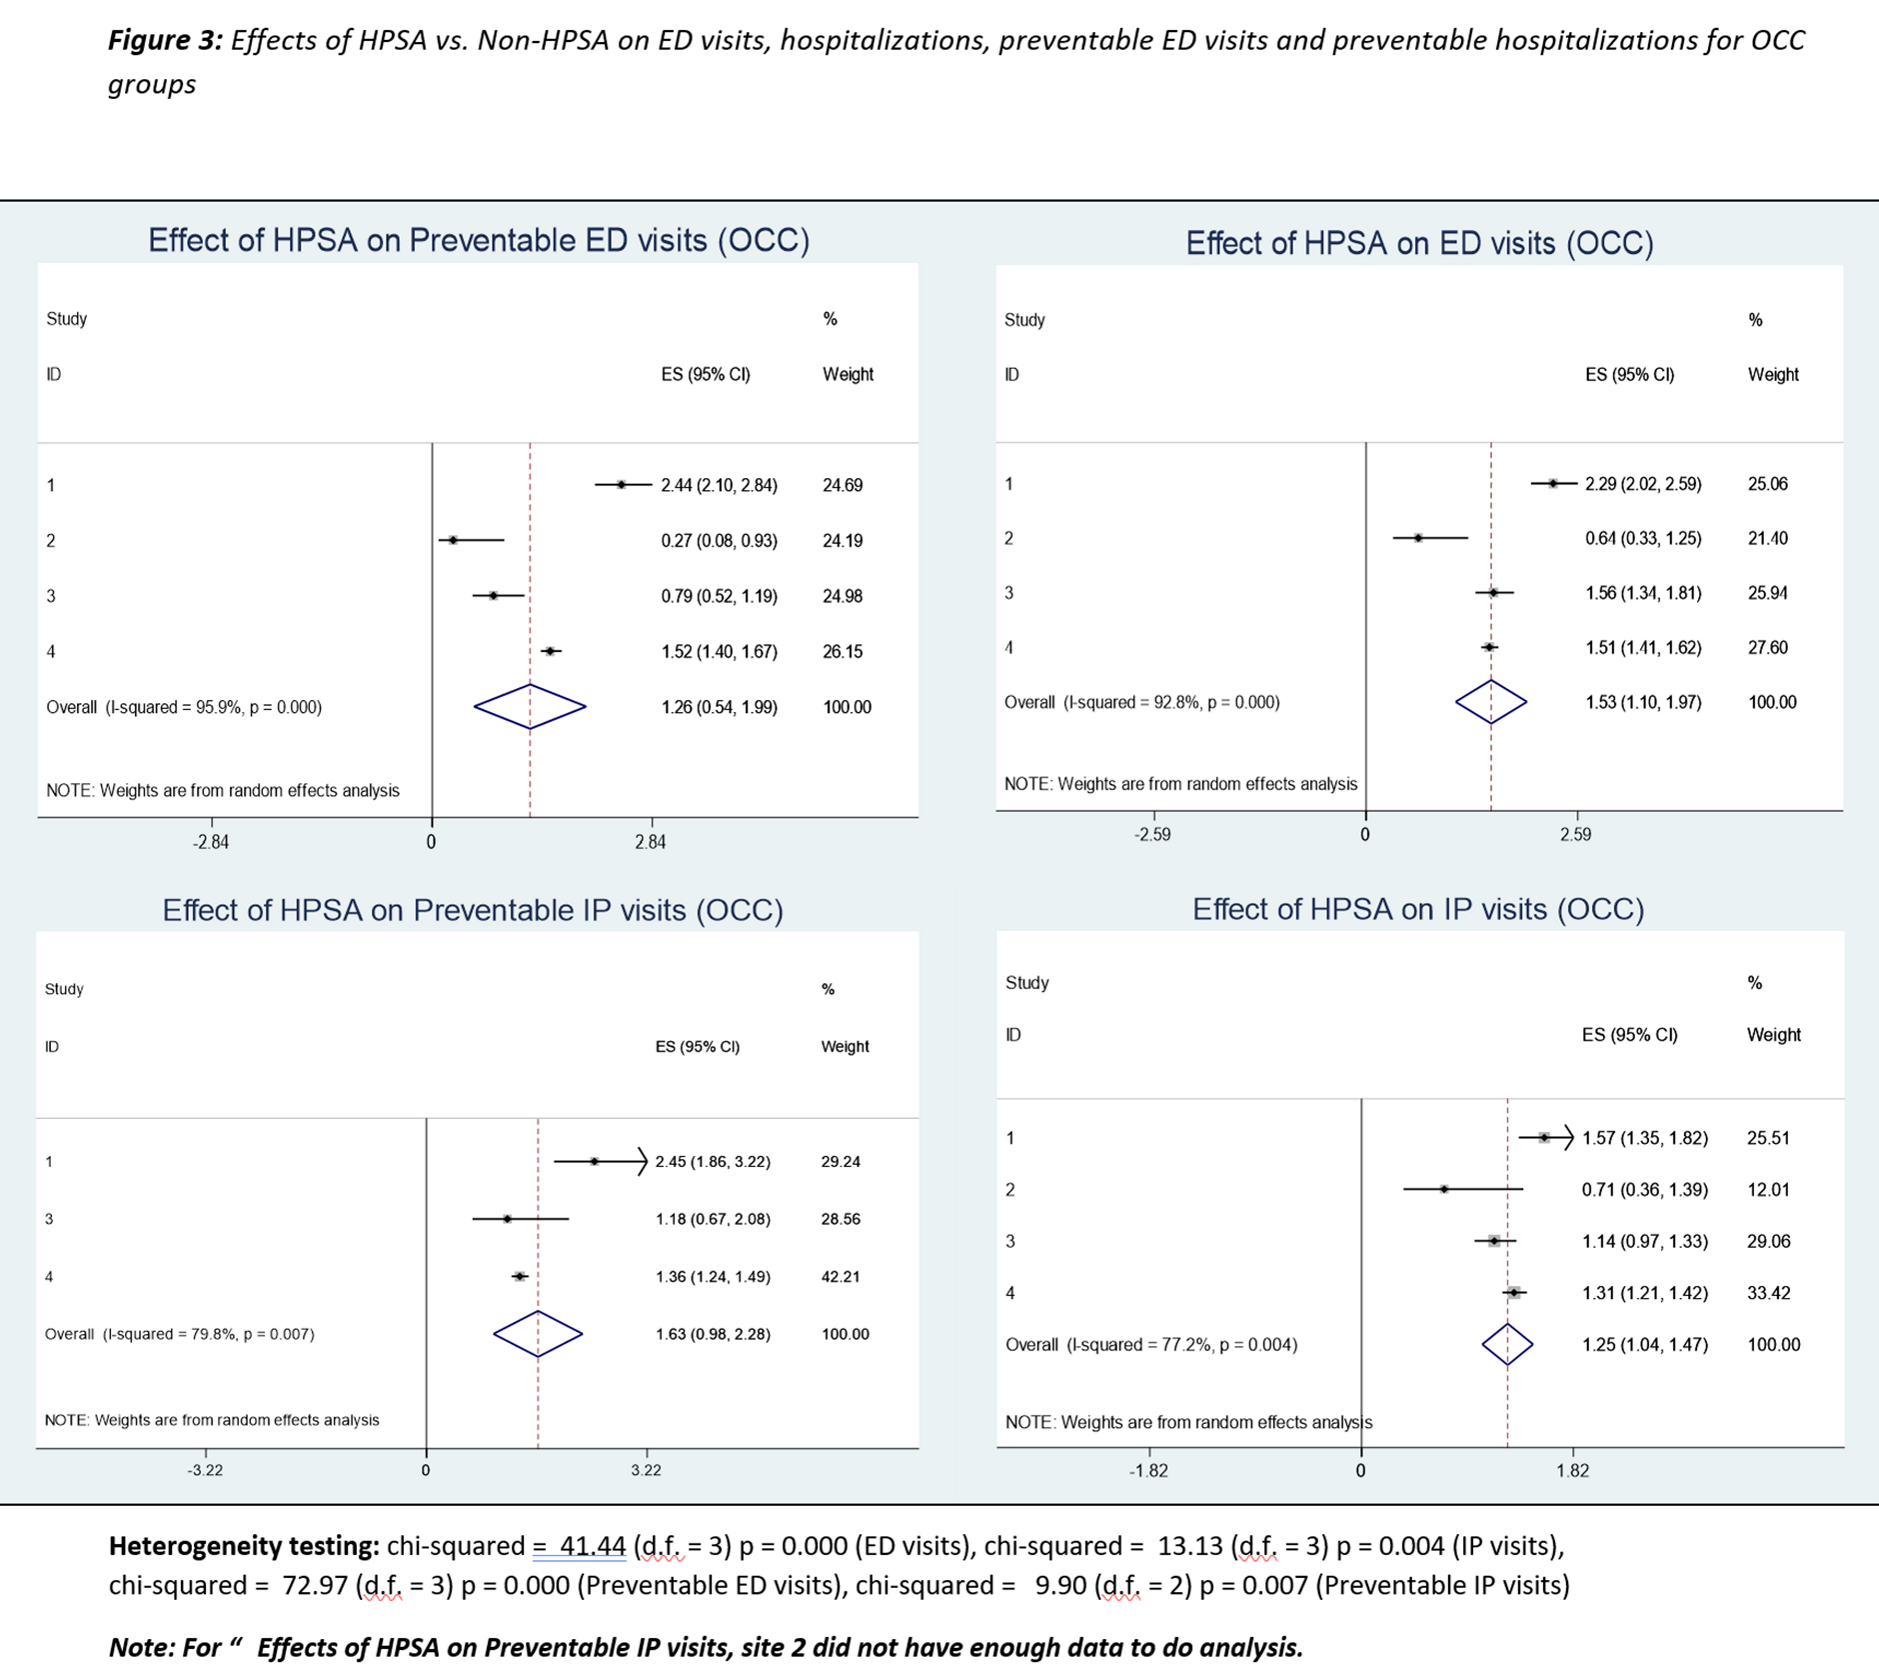 Figure 3: Effects of HPSA vs. Non-HPSA on ED visits, hospitalizations, preventable ED visits and preventable hospitalizations for OCC
groups
Effect of HPSA on Preventable ED visits (OCC)
Study %
ID ES (95% CI) Weight
1 2.44 (2.10, 2.84) 24.69
2 0.27 (0.08, 0.93) 24.19
3 0.79 (0.52, 1.19) 24.98
4 1.52 (1.40, 1.67) 26.15
Overall (I-squared = 95.9%, p = 0.000) 1.26 (0.54, 1.99) 100.00
NOTE: Weights are from random effects analysis
-2.84 0 2.84
Effect of HPSA on ED visits (OCC)
Study %
ID ES (95% CI) Weight
1 2.29 (2.02, 2.59) 25.06
2 0.64 (0.33, 1.25) 21.40
3 1.56 (1.34, 1.81) 25.94
4 1.51 (1.41, 1.62) 27.60
Overall (I-squared = 92.8%, p = 0.000) 1.53 (1.10, 1.97) 100.00
NOTE: Weights are from random effects analysis
-2.59 0 2.59
Effect of HPSA on Preventable IP visits (OCC)
Study %
ID ES (95% CI) Weight
1 2.45 (1.86, 3.22) 29.24
3 1.18 (0.67, 2.08) 28.56
4 1.36 (1.24, 1.49) 42.21
Overall (I-squared = 79.8%, p = 0.007) 1.63 (0.98, 2.28) 100.00
NOTE: Weights are from random effects analysis
-3.22 0 3.22
Effect of HPSA on IP visits (OCC)
Study %
ID ES (95% CI) Weight
1 1.57 (1.35, 1.82) 25.51
2 0.71 (0.36, 1.39) 12.01
3 1.14 (0.97, 1.33) 29.06
4 1.31 (1.21, 1.42) 33.42
Overall (I-squared = 77.2%, p = 0.004) 1.25 (1.04, 1.47) 100.00
NOTE: Weights are from random effects analysis
-1.82 0 1.82
Heterogeneity testing: chi-squared = 41.44 (d.f. = 3) p = 0.000 (ED visits), chi-squared = 13.13 (d.f. = 3) p = 0.004 (IP visits),
chi-squared = 72.97 (d.f. = 3) p = 0.000 (Preventable ED visits), chi-squared = 9.90 (d.f. = 2) p = 0.007 (Preventable IP visits)
Note: For “ Effects of HPSA on Preventable IP visits, site 2 did not have enough data to do analysis.